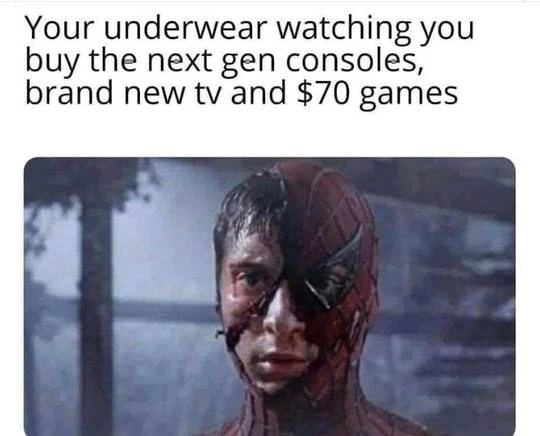 Your underwear watching you
buy the next gen consoles,
brand new tv and $70 games